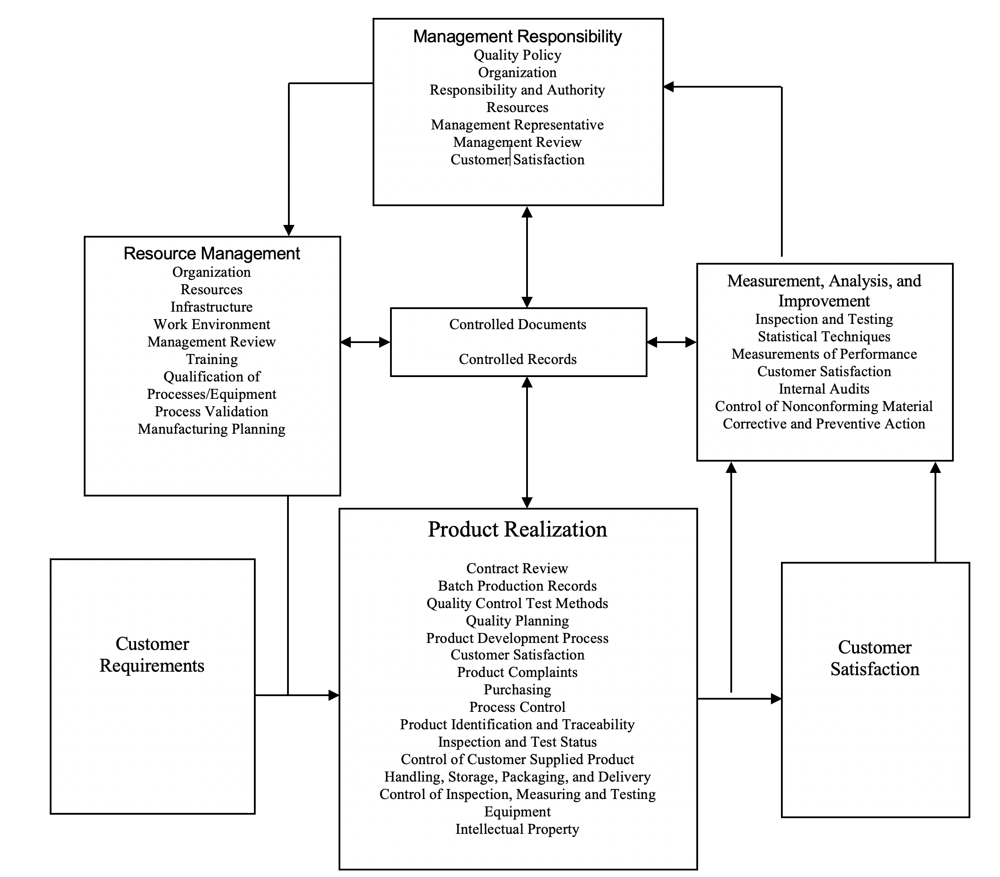 Management Responsibility
Quality Policy
Organization
Responsibility and Authority
Resources
Management Representative
Management Review
Customer Satisfaction
Resource Management
Organization
Resources
Infrastructure
Work Environment
Management Review
Training
Qualification of
Processes/Equipment
Process Validation
Manufacturing Planning
Controlled Documents
Controlled Records
Measurement, Analysis, and
Improvement
Inspection and Testing
Statistical Techniques
Measurements of Performance
Customer Satisfaction
Internal Audits
Control of Nonconforming Material
Corrective and Preventive Action
Customer
Requirements
Product Realization
Contract Review
Batch Production Records
Quality Control Test Methods
Quality Planning
Product Development Process
Customer Satisfaction
Product Complaints
Purchasing
Process Control
Product Identification and Traceability
Inspection and Test Status
Control of Customer Supplied Product
Handling, Storage, Packaging, and Delivery
Control of Inspection, Measuring and Testing
Equipment
Intellectual Property
Customer
Satisfaction